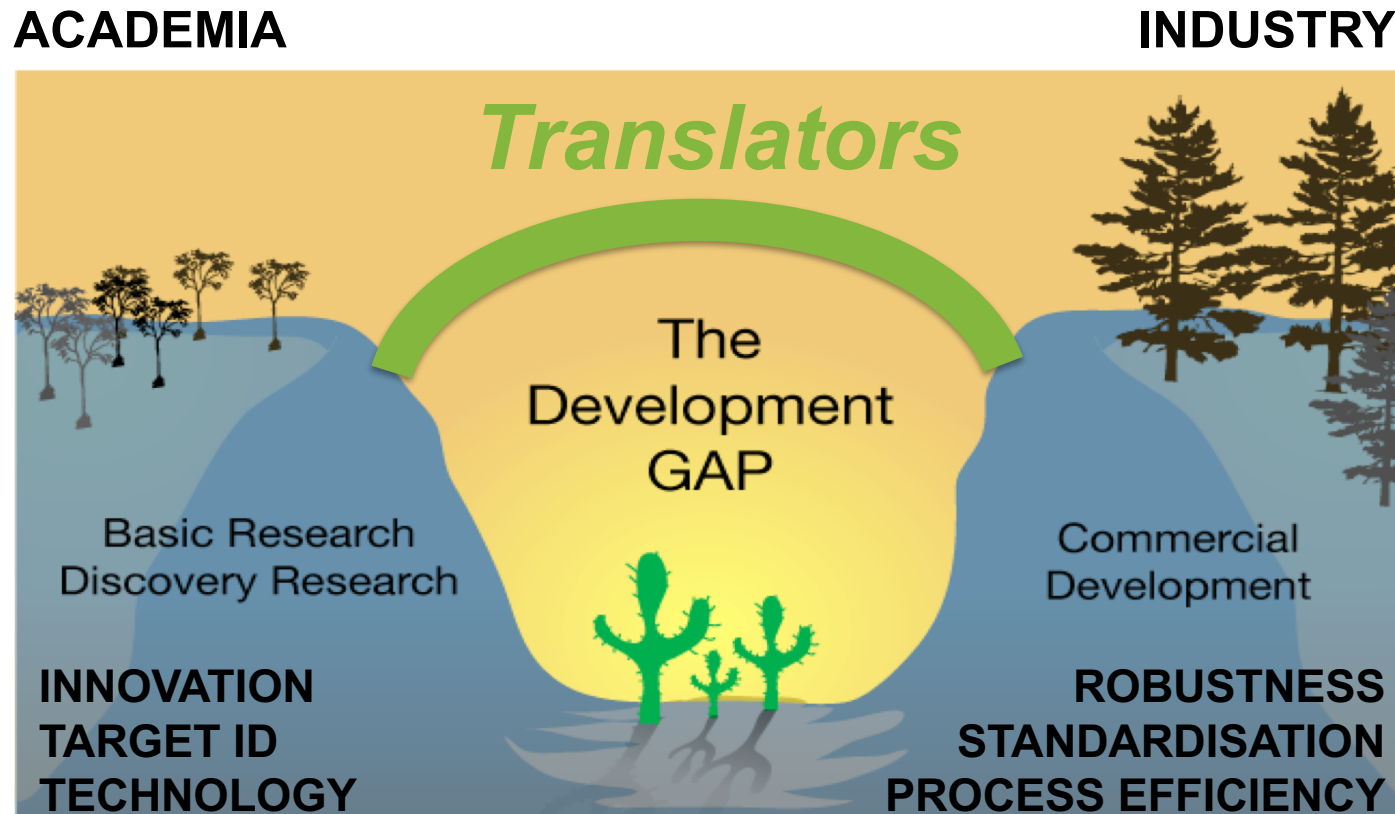 ACADEMIA
INDUSTRY
Translators
The
Development
GAP
Basic Research
Discovery Research
Commercial
Development
INNOVATION
TARGET ID
TECHNOLOGY
ROBUSTNESS
STANDARDISATION
PROCESS EFFICIENCY